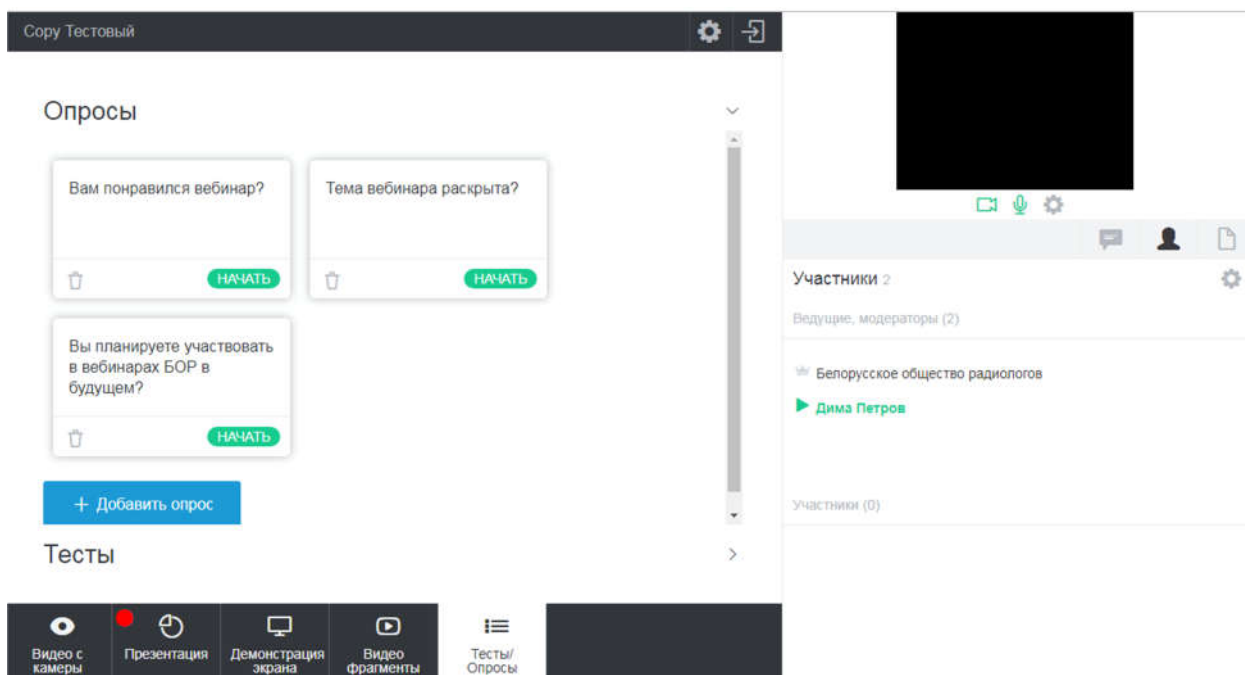 Copy Тестовый
Опросы
Вам понравился вебинар?
Тема вебинара раскрыта?
НАЧАТЬ
НАЧАТЬ
Вы планируете участвовать
в вебинарах БОР в
будущем?
НАЧАТЬ
+ Добавить опрос
Тесты
Видео с
камеры
Презентация
Демонстрация
экрана
Видео
фрагменты
Тесты/
Опросы
Участники 2
Ведущие, модераторы (2)
Белорусское общество радиологов
Дима Петров
Участники (0)